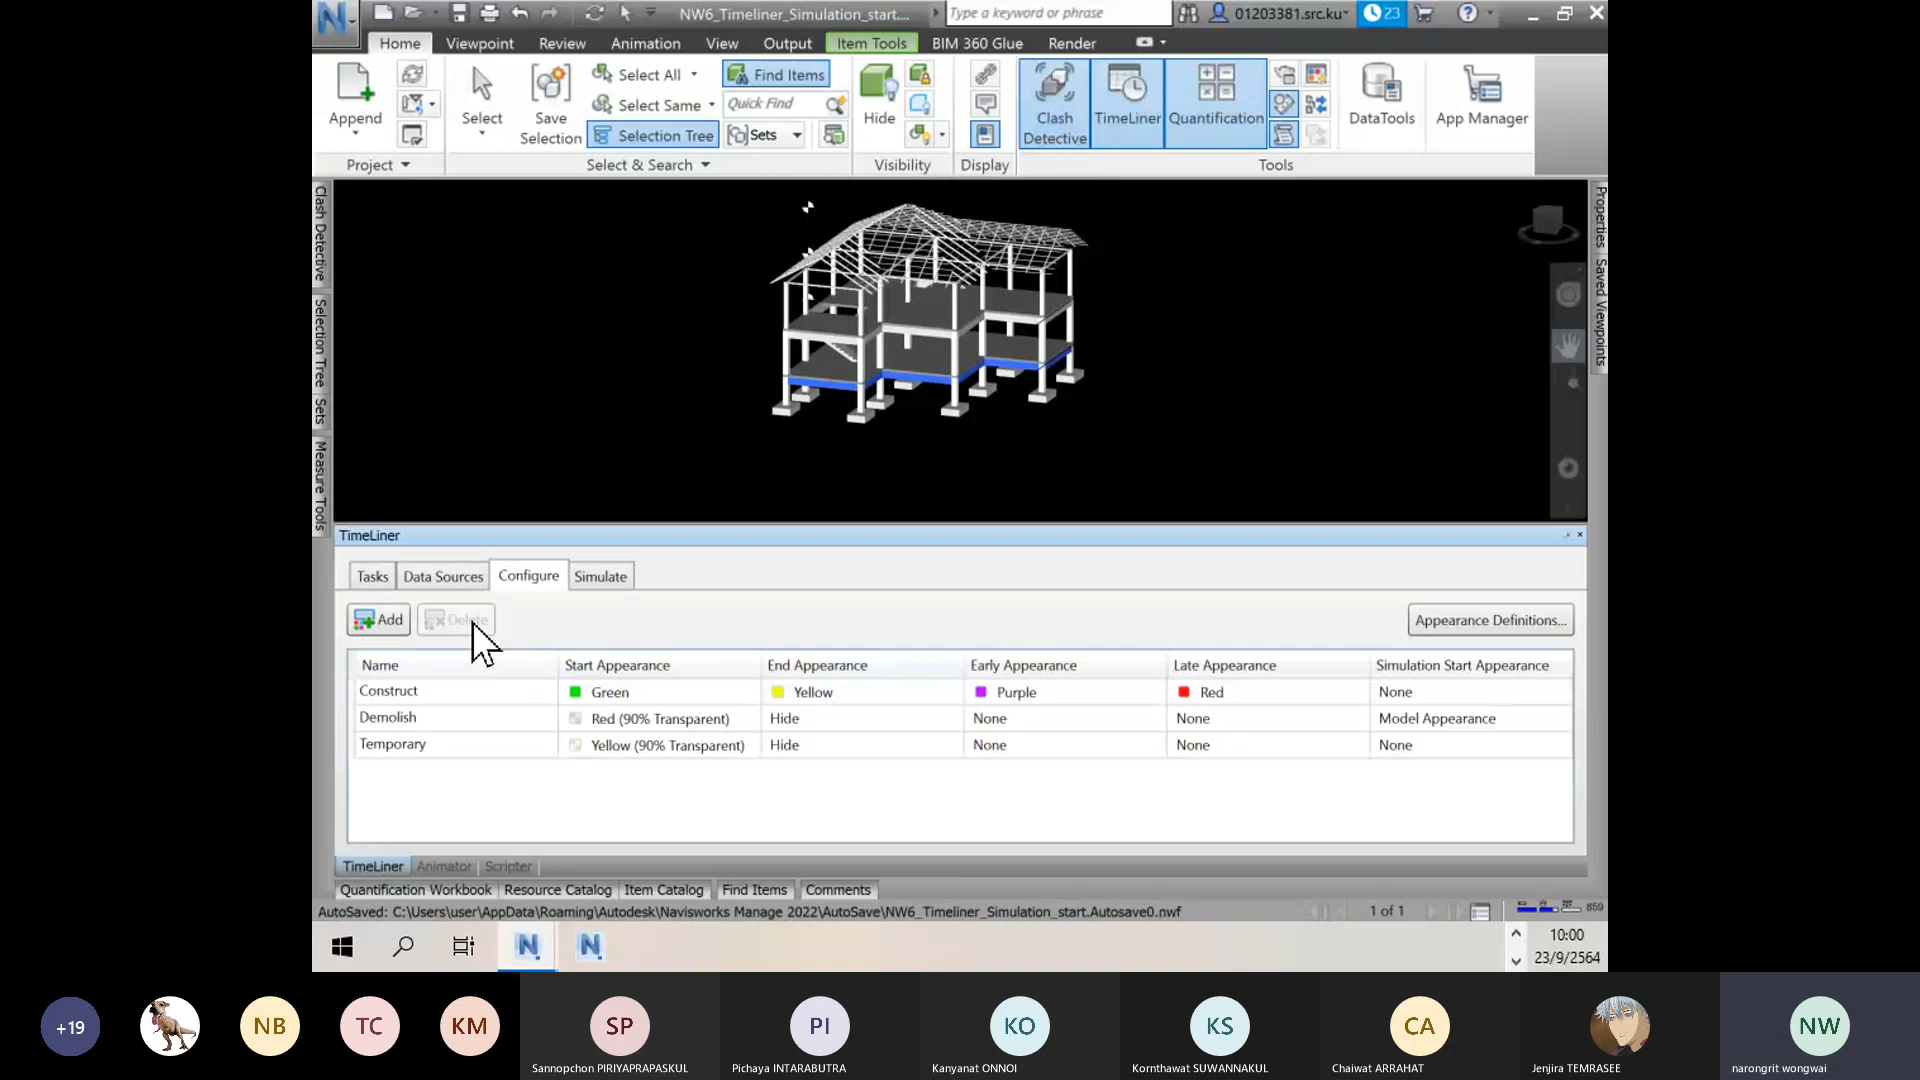 NW6_Timeliner_Simulation_start....
Type a keyword or phrase
01203381.src.ku
23
Home
Viewpoint
Review
Animation
View
Output
Item Tools
BIM 360 Glue
Render
Append
Select
Save
Selection
Select All
Select Same
Selection Tree
Find Items
Quick Find
Sets
Hide
Clash
Detective
TimeLiner
Quantification
DataTools
App Manager
Project
Select & Search
Visibility
Display
Tools
Clash Detective
Selection Tree
Sets
Measure Tools
Properties
Saved Viewpoints
TimeLiner
Tasks
Data Sources
Configure
Simulate
Add
Delete
Appearance Definitions...
Name Start Appearance End Appearance Early Appearance Late Appearance Simulation Start Appearance
Construct Green Yellow Purple Red None
Demolish Red (90% Transparent) Hide None None Model Appearance
Temporary Yellow (90% Transparent) Hide None None None
TimeLiner
Animator
Scripter
Quantification Workbook
Resource Catalog
Item Catalog
Find Items
Comments
AutoSaved: C:\Users\user\AppData\Roaming\Autodesk\Navisworks Manage 2022\AutoSave\NW6_Timeliner_Simulation_start.Autosave0.nwf
1 of 1
859
10:00
23/9/2564
+19
NB
TC
KM
SP
PI
KO
KS
CA
NW
Sannopchon PIRIYAPRAPASKUL
Pichaya INTARABUTRA
Kanyanat ONNOI
Kornthawat SUWANNAKUL
Chaiwat ARRAHAT
Jenjira TEMRASEE
narongrit wongwai